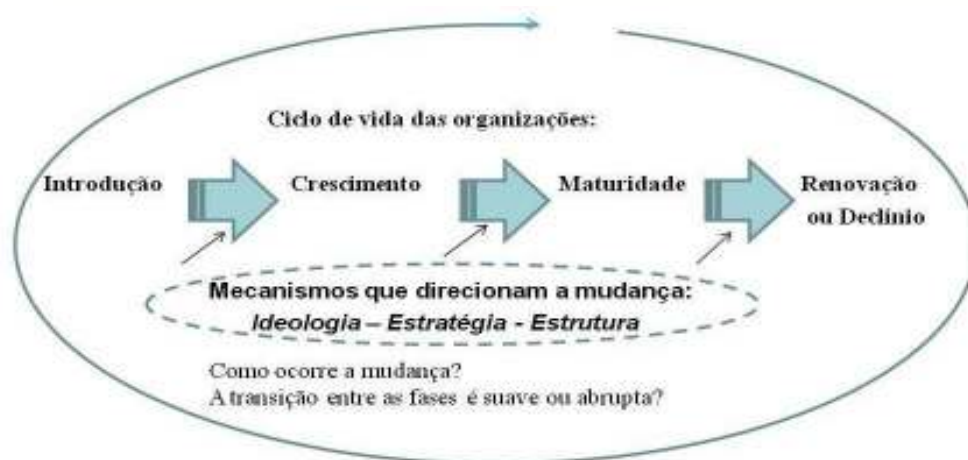 Ciclo de vida das organizações:
Introdução
Crescimento
Maturidade
Renovação
ou Declínio
Mecanismos que direcionam a mudança:
Ideologia – Estratégia - Estrutura
Como ocorre a mudança?
A transição entre as fases é suave ou abrupta?